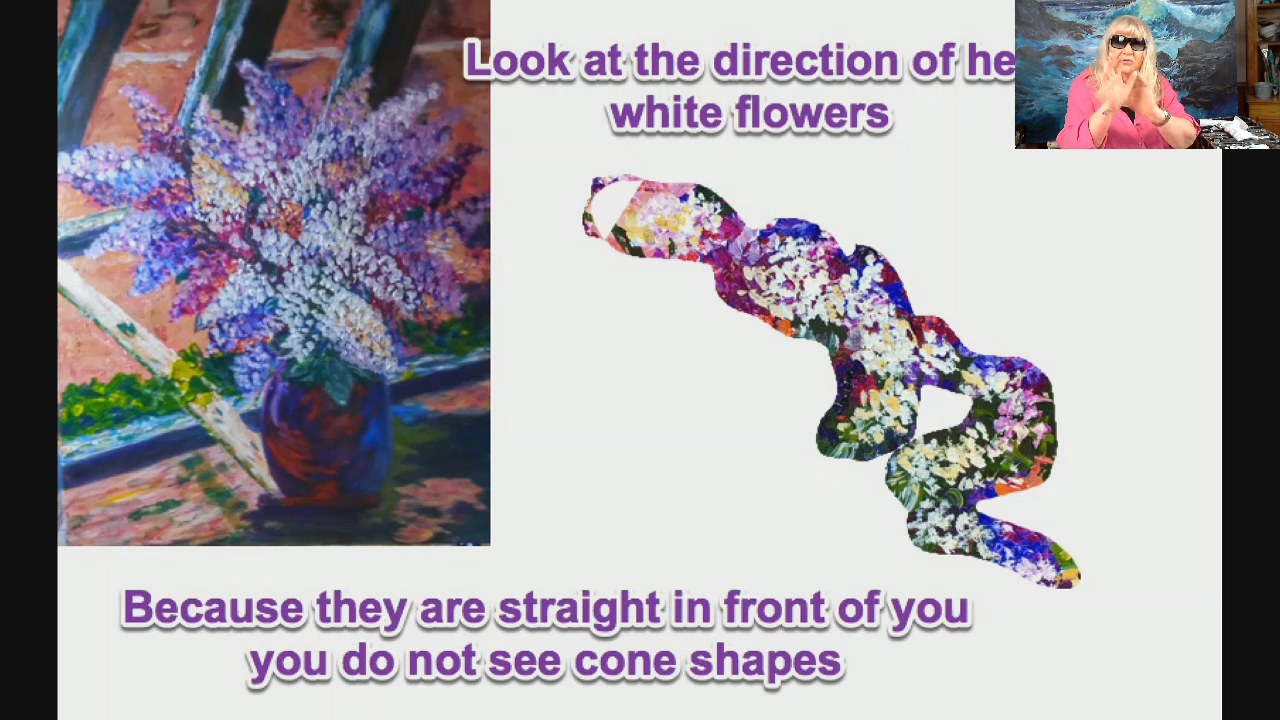 Look at the direction of he
white flowers
Because they are straight in front of you
you do not see cone shapes